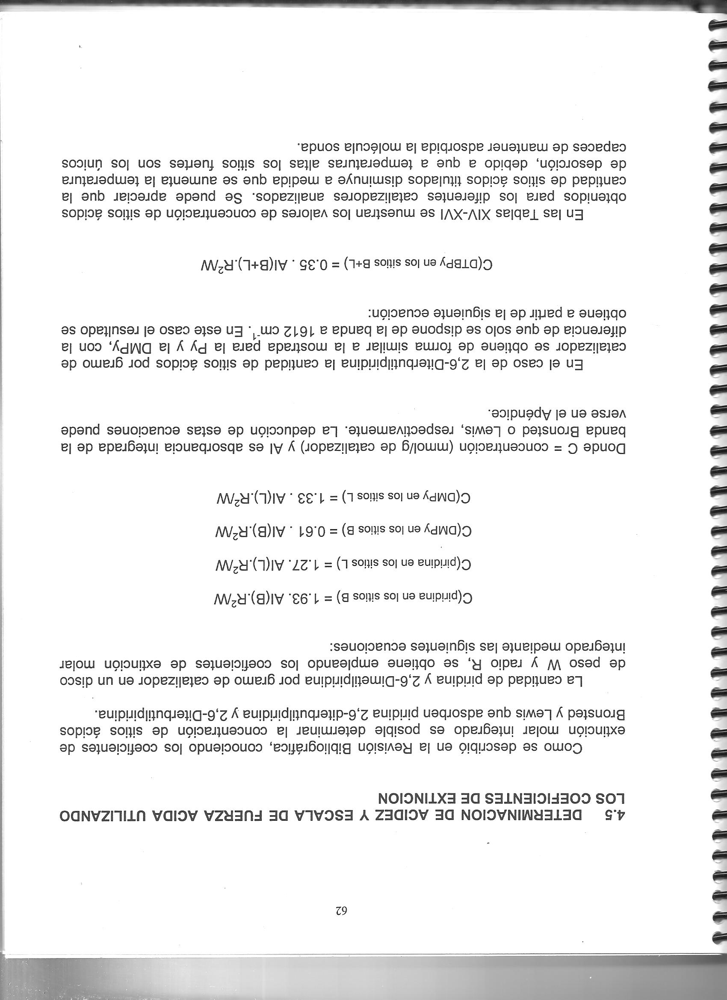 62
4.5 DETERMINACION DE ACIDEZ Y ESCALA DE FUERZA ACIDA UTILIZANDO
LOS COEFICIENTES DE EXTINCION
Como se describió en la Revisión Bibliográfica, conociendo los coeficientes de
extinción molar integrado es posible determinar la concentración de sitios ácidos
Bronsted y Lewis que adsorben piridina 2,6-diterbutilpiridina y 2,6-Diterbutilpiridina.
La cantidad de piridina y 2,6-Dimetilpiridina por gramo de catalizador en un disco
de peso W y radio R, se obtiene empleando los coeficientes de extinción molar
integrado mediante las siguientes ecuaciones:
C(piridina en los sitios B) = 1.93. AI(B).R²/W
C(piridina en los sitios L) = 1.27. AI(L).R²/W
C(DMPy en los sitios B) = 0.61 . AI(B).R²/W
C(DMPy en los sitios L) = 1.33 . AI(L).R²/W
Donde C = concentración (mmol/g de catalizador) y AI es absorbancia integrada de la
banda Bronsted o Lewis, respectivamente. La deducción de estas ecuaciones puede
verse en el Apéndice.
En el caso de la 2,6-Diterbutilpiridina la cantidad de sitios ácidos por gramo de
catalizador se obtiene de forma similar a la mostrada para la Py y la DMPy, con la
diferencia de que solo se dispone de la banda a 1612 cm⁻¹. En este caso el resultado se
obtiene a partir de la siguiente ecuación:
C(DTBPy en los sitios B+L) = 0.35 . AI(B+L).R²/W
En las Tablas XIV-XVI se muestran los valores de concentración de sitios ácidos
obtenidos para los diferentes catalizadores analizados. Se puede apreciar que la
cantidad de sitios ácidos titulados disminuye a medida que se aumenta la temperatura
de desorción, debido a que a temperaturas altas los sitios fuertes son los únicos
capaces de mantener adsorbida la molécula sonda.